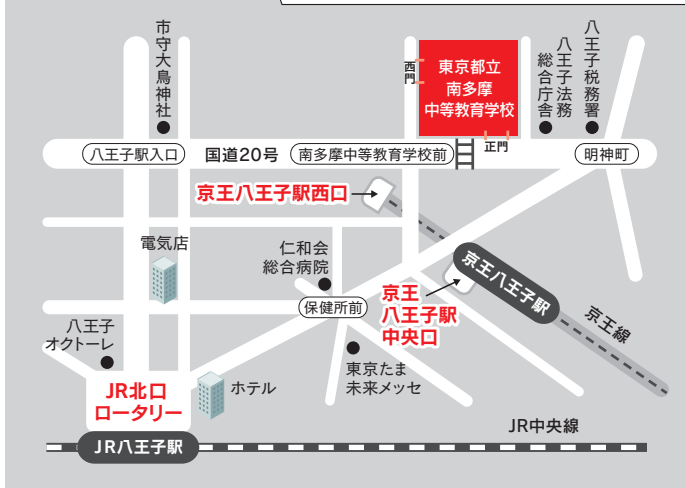 市守大鳥神社
西門
東京都立
南多摩
中等教育学校
正門
八王子法務
総合庁舎
八王子税務署
八王子駅入口
国道20号
南多摩中等教育学校前
明神町
京王八王子駅西口
電気店
仁和会
総合病院
京王八王子駅
京王
八王子駅
中央口
京王線
保健所前
八王子
オクトーレ
東京たま
未来メッセ
JR北口
ロータリー
ホテル
JR中央線
JR八王子駅